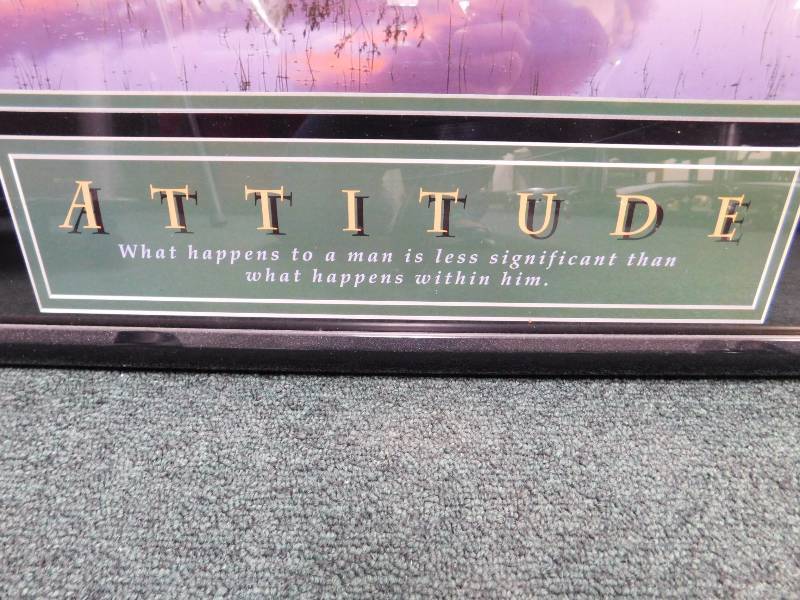 ATTITUDE
What happens to a man is less significant than
what happens within him.